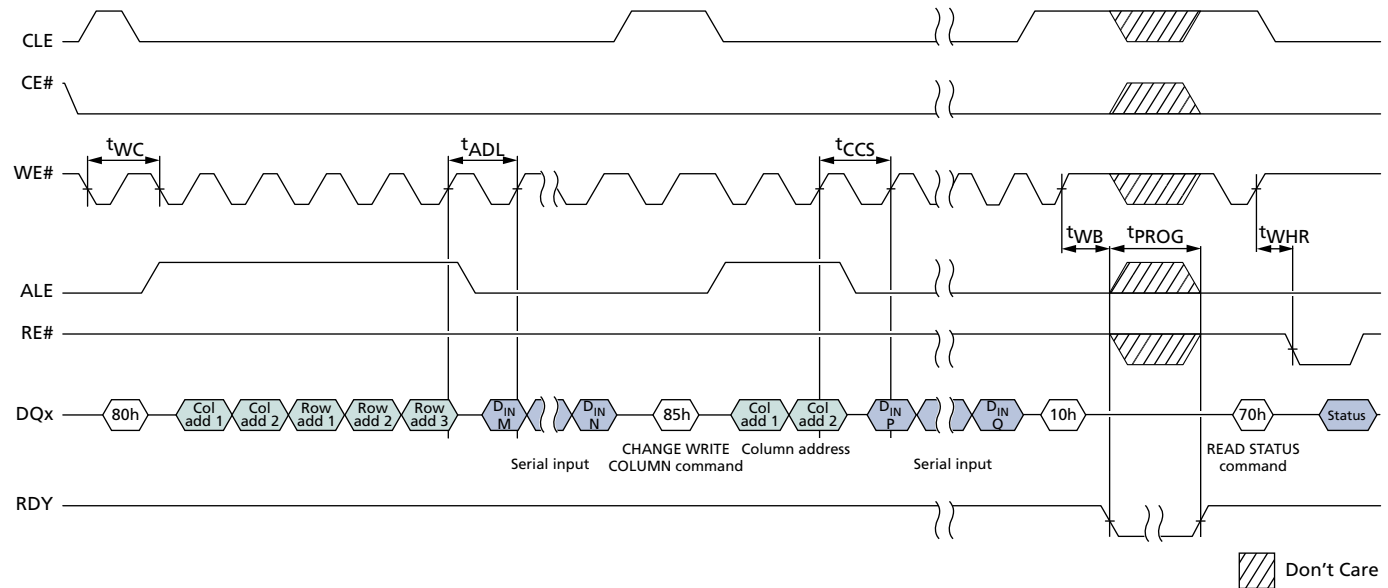 CLE
CE#
tWC
tADL
tCCS
WE#
tWB
tPROG
tWHR
ALE
RE#
DQx
80h
Col add 1
Col add 2
Row add 1
Row add 2
Row add 3
DIN M
DIN N
85h
Col add 1
Col add 2
DIN P
DIN Q
10h
70h
Status
Serial input
CHANGE WRITE
COLUMN command
Column address
Serial input
READ STATUS
command
RDY
Don't Care